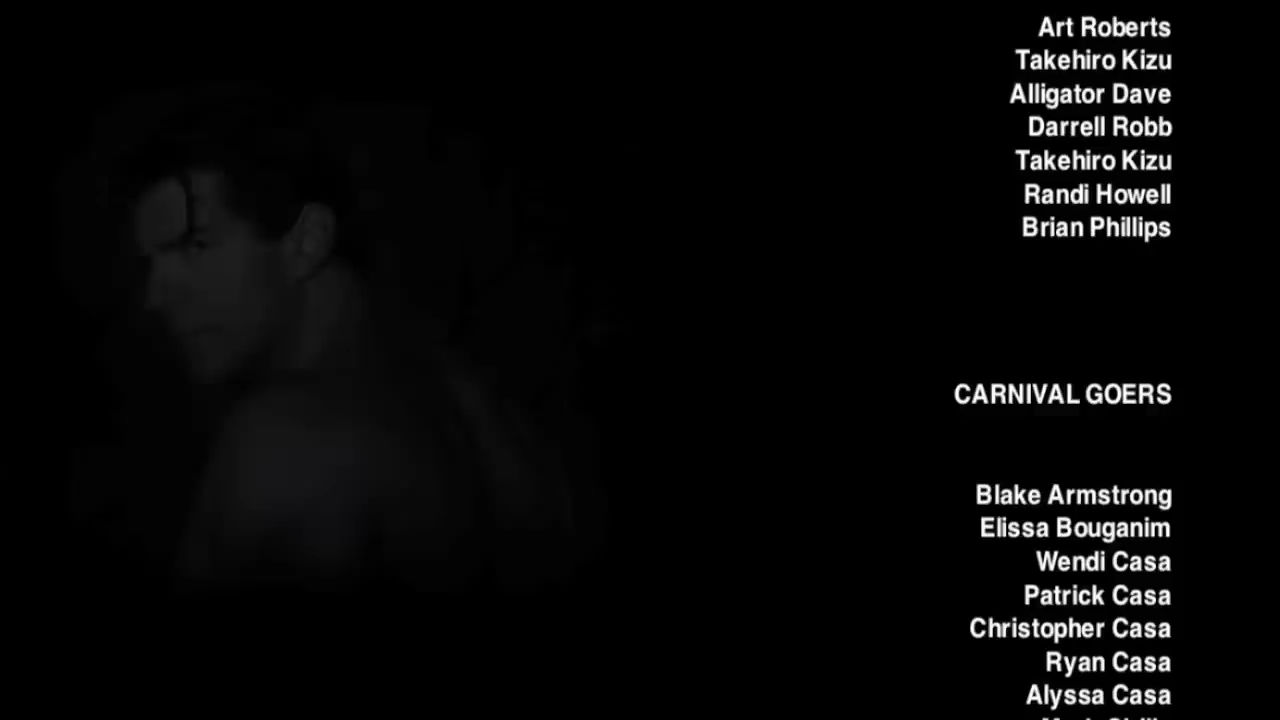 Art Roberts
Takehiro Kizu
Alligator Dave
Darrell Robb
Takehiro Kizu
Randi Howell
Brian Phillips
CARNIVAL GOERS
Blake Armstrong
Elissa Bouganim
Wendi Casa
Patrick Casa
Christopher Casa
Ryan Casa
Alyssa Casa